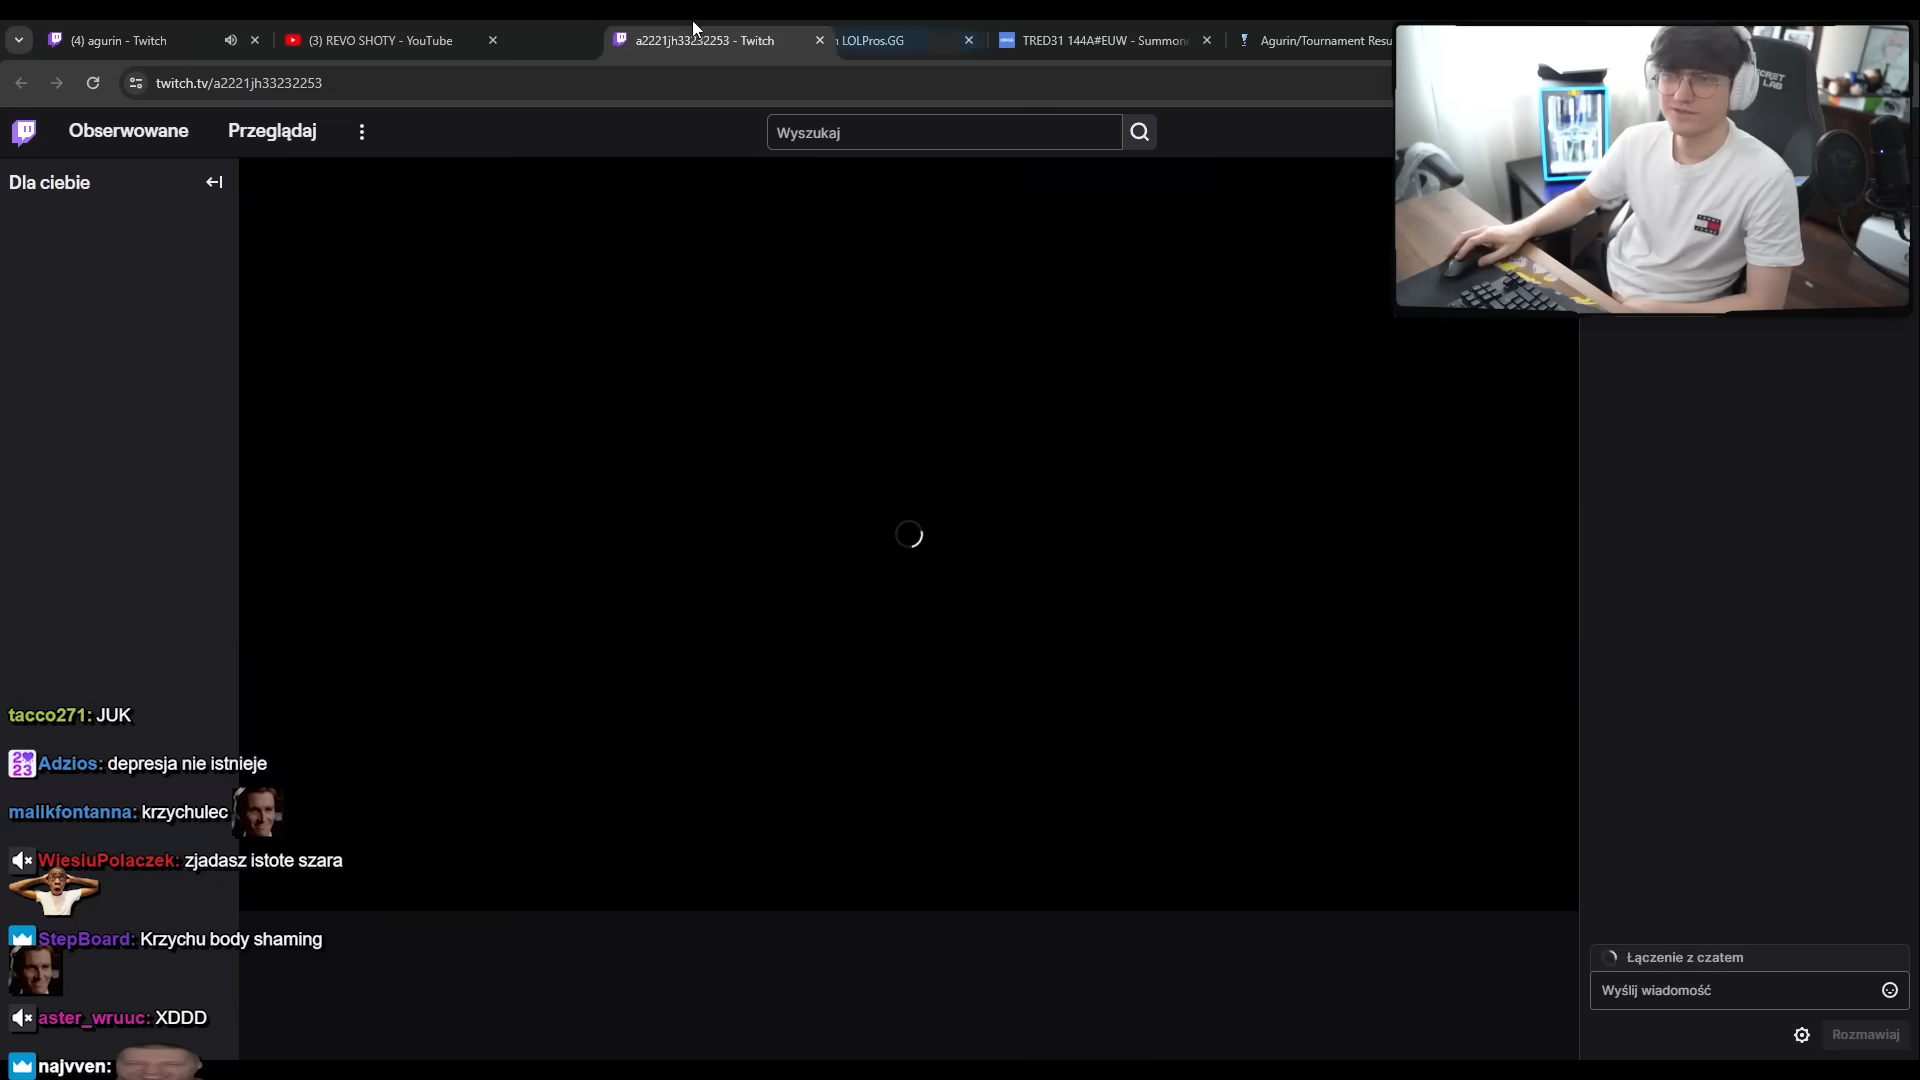 (4) agurin - Twitch
(3) REVO SHOTY - YouTube
a2221jh33232253 - Twitch
LOLPros.GG
TRED31 144A#EUW - Summon
Agurin/Tournament Resu
twitch.tv/a2221jh33232253
Obserwowane
Przeglądaj
Wyszukaj
SECRET
LAB
Dla ciebie
tacco271: JUK
Adzios: depresja nie istnieje
malikfontanna: krzychulec
WiesiuPolaczek: zjadasz istote szara
StepBoard: Krzychu body shaming
aster_wruuc: XDDD
najvven:
Łączenie z czatem
Wyślij wiadomość
Rozmawiaj